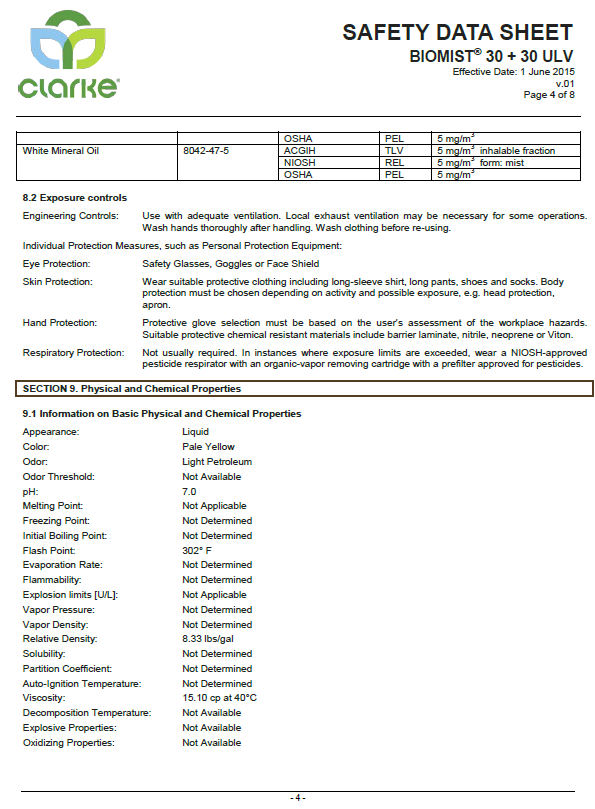 clarke®
SAFETY DATA SHEET
BIOMIST® 30 + 30 ULV
Effective Date: 1 June 2015
v.01
Page 4 of 8
OSHA PEL 5 mg/m3
White Mineral Oil 8042-47-5 ACGIH TLV 5 mg/m3 inhalable fraction
NIOSH REL 5 mg/m3 form: mist
OSHA PEL 5 mg/m3
8.2 Exposure controls
Engineering Controls: Use with adequate ventilation. Local exhaust ventilation may be necessary for some operations.
Wash hands thoroughly after handling. Wash clothing before re-using.
Individual Protection Measures, such as Personal Protection Equipment:
Eye Protection: Safety Glasses, Goggles or Face Shield
Skin Protection: Wear suitable protective clothing including long-sleeve shirt, long pants, shoes and socks. Body
protection must be chosen depending on activity and possible exposure, e.g. head protection,
apron.
Hand Protection: Protective glove selection must be based on the user's assessment of the workplace hazards.
Suitable protective chemical resistant materials include barrier laminate, nitrile, neoprene or Viton.
Respiratory Protection: Not usually required. In instances where exposure limits are exceeded, wear a NIOSH-approved
pesticide respirator with an organic-vapor removing cartridge with a prefilter approved for pesticides.
SECTION 9. Physical and Chemical Properties
9.1 Information on Basic Physical and Chemical Properties
Appearance: Liquid
Color: Pale Yellow
Odor: Light Petroleum
Odor Threshold: Not Available
pH: 7.0
Melting Point: Not Applicable
Freezing Point: Not Determined
Initial Boiling Point: Not Determined
Flash Point: 302° F
Evaporation Rate: Not Determined
Flammability: Not Determined
Explosion limits [U/L]: Not Applicable
Vapor Pressure: Not Determined
Vapor Density: Not Determined
Relative Density: 8.33 lbs/gal
Solubility: Not Determined
Partition Coefficient: Not Determined
Auto-Ignition Temperature: Not Determined
Viscosity: 15.10 cp at 40°C
Decomposition Temperature: Not Available
Explosive Properties: Not Available
Oxidizing Properties: Not Available
- 4 -